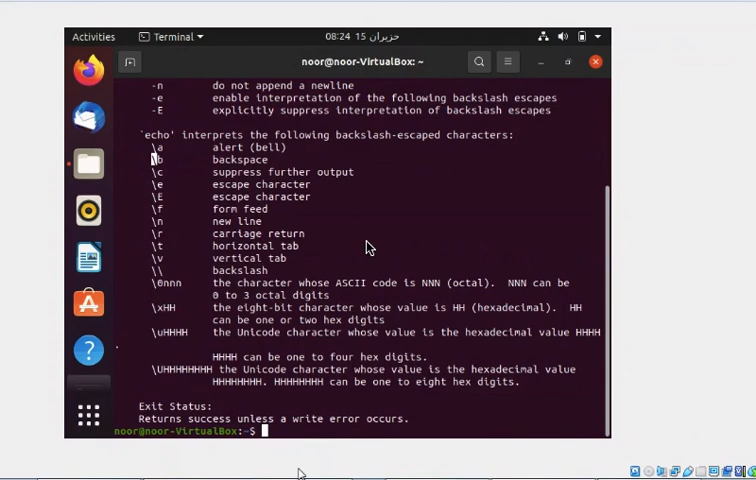 Activities
Terminal
08:24 15 حزيران
noor@noor-VirtualBox: ~
-n do not append a newline
-e enable interpretation of the following backslash escapes
-E explicitly suppress interpretation of backslash escapes
`echo' interprets the following backslash-escaped characters:
\a alert (bell)
\b backspace
\c suppress further output
\e escape character
\E escape character
\f form feed
\n new line
\r carriage return
\t horizontal tab
\v vertical tab
\\ backslash
\0nnn the character whose ASCII code is NNN (octal). NNN can be
0 to 3 octal digits
\xHH the eight-bit character whose value is HH (hexadecimal). HH
can be one or two hex digits
\uHHHH the Unicode character whose value is the hexadecimal value HHHH
.
HHHH can be one to four hex digits.
\UHHHHHHHH the Unicode character whose value is the hexadecimal value
HHHHHHHH. HHHHHHHH can be one to eight hex digits.
Exit Status:
Returns success unless a write error occurs.
noor@noor-VirtualBox:~$